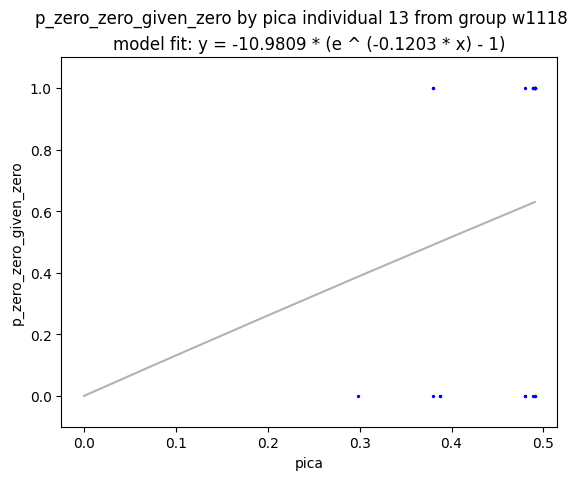 p_zero_zero_given_zero by pica individual 13 from group w1118
model fit: y = -10.9809 * (e ^ (-0.1203 * x) - 1)
1.0
0.8
0.6
0.4
0.2
0.0
p_zero_zero_given_zero
0.0 0.1 0.2 0.3 0.4 0.5
pica